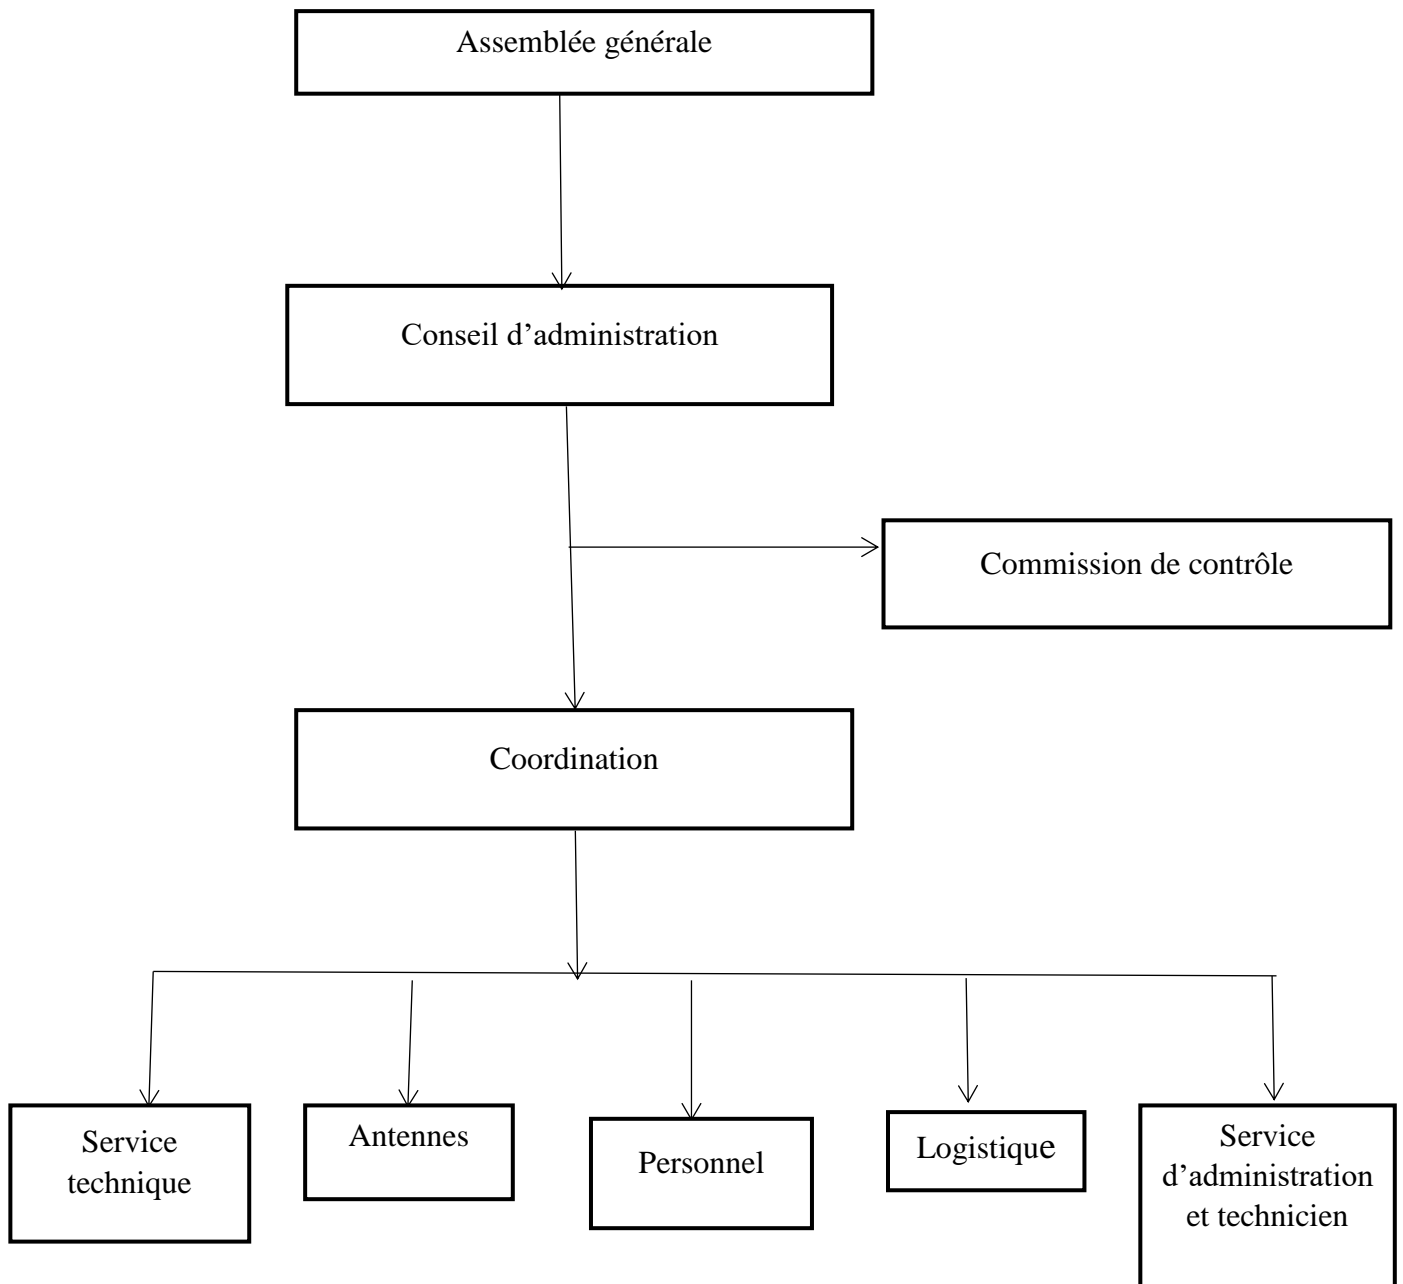 Assemblée générale
Conseil d’administration
Commission de contrôle
Coordination
Service
technique
Antennes
Personnel
Logistique
Service
d’administration
et technicien